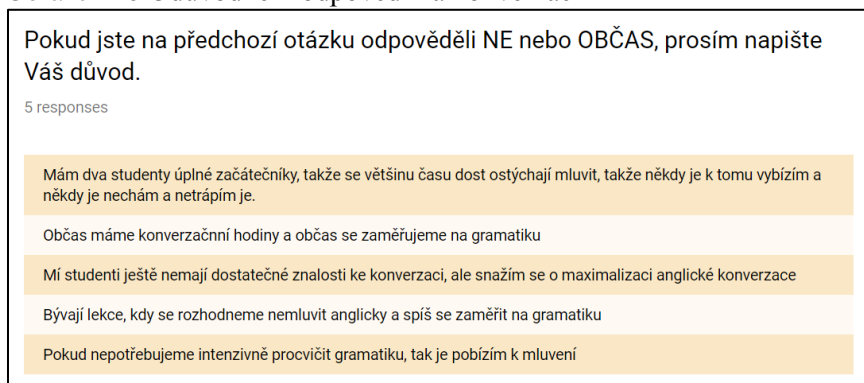 Pokud jste na předchozí otázku odpověděli NE nebo OBČAS, prosím napište
Váš důvod.
5 responses
Mám dva studenty úplné začátečníky, takže se většinu času dost ostýchají mluvit, takže někdy je k tomu vybízím a
někdy je nechám a netrápím je.
Občas máme konverzačnní hodiny a občas se zaměřujeme na gramatiku
Mí studenti ještě nemají dostatečné znalosti ke konverzaci, ale snažím se o maximalizaci anglické konverzace
Bývají lekce, kdy se rozhodneme nemluvit anglicky a spíš se zaměřit na gramatiku
Pokud nepotřebujeme intenzivně procvičit gramatiku, tak je pobízím k mluvení